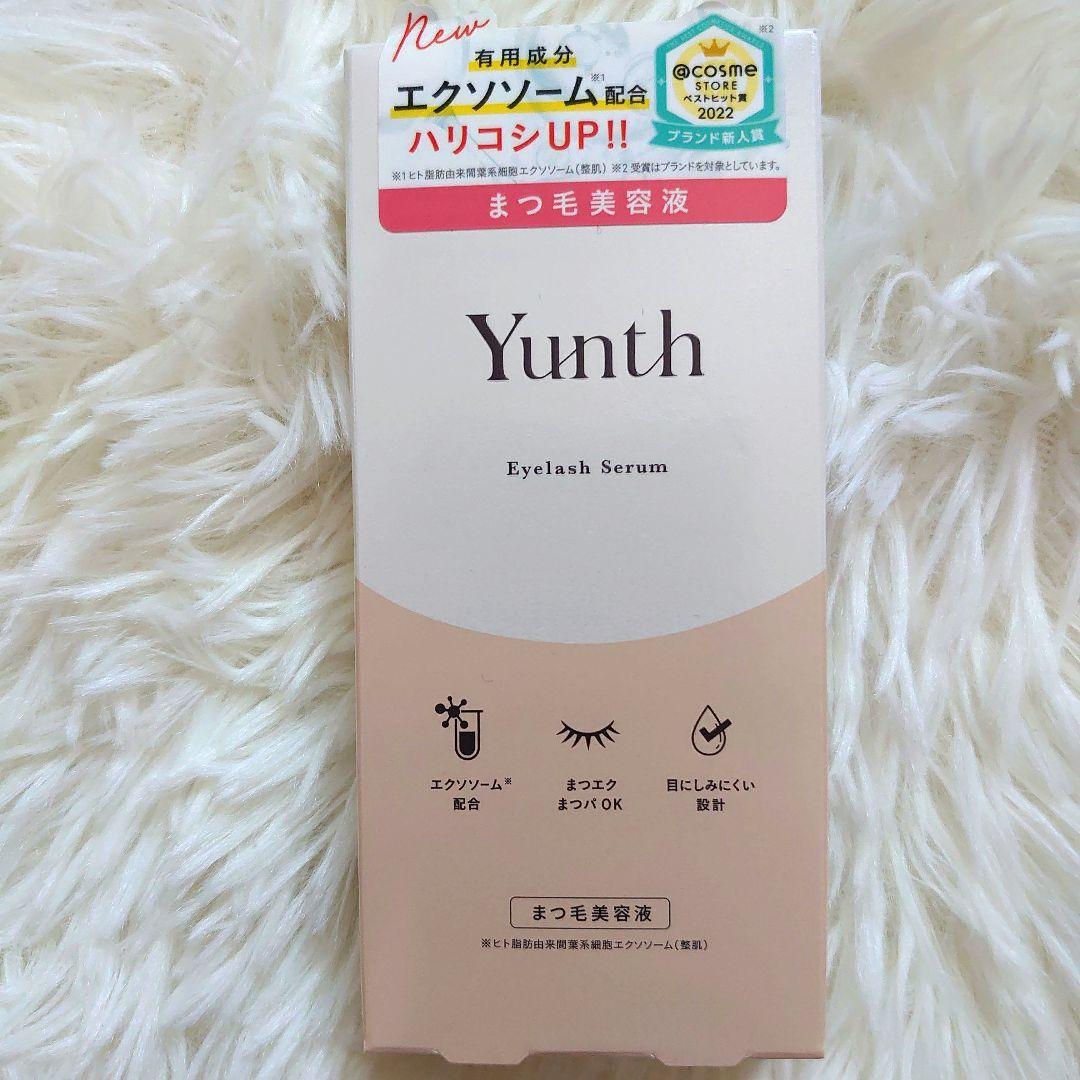 New
有用成分
エクソソーム※1配合
ハリコシUP!!
※2
THE BEST COSMETICS AWARDS
@cosme
STORE
ベストヒット賞
2022
ブランド新人賞
※1 ヒト脂肪由来間葉系細胞エクソソーム(整肌) ※2 受賞はブランドを対象としています。
まつ毛美容液
Yunth
Eyelash Serum
エクソソーム※
配合
まつエク
まつパ OK
目にしみにくい
設計
まつ毛美容液
※ヒト脂肪由来間葉系細胞エクソソーム(整肌)